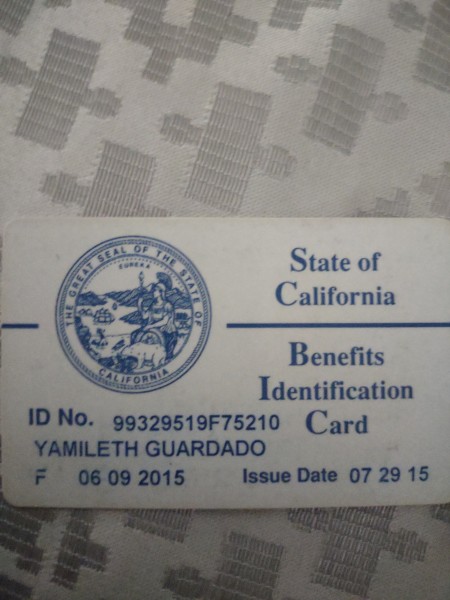 THE GREAT SEAL OF THE STATE OF CALIFORNIA
EUREKA
State of
California
Benefits
Identification
Card
ID No. 99329519F75210
YAMILETH GUARDADO
F 06 09 2015 Issue Date 07 29 15